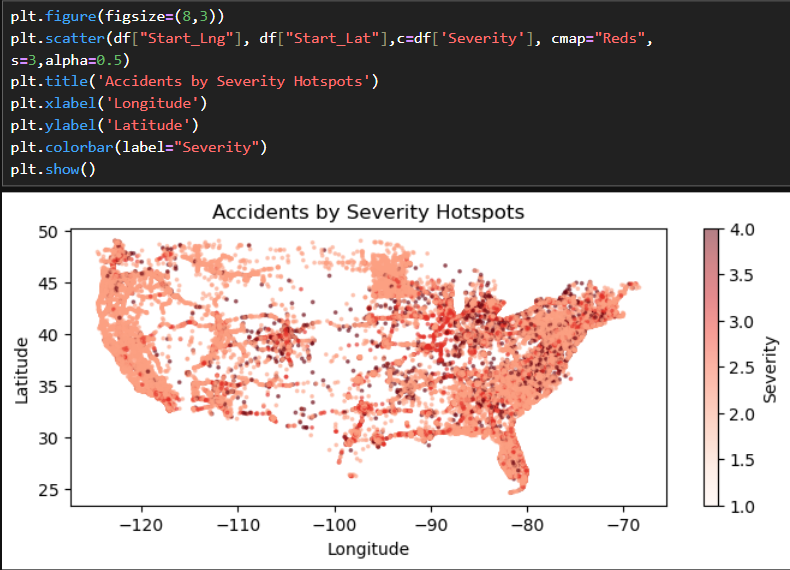 plt.figure(figsize=(8,3))
plt.scatter(df["Start_Lng"], df["Start_Lat"],c=df['Severity'], cmap="Reds",
s=3,alpha=0.5)
plt.title('Accidents by Severity Hotspots')
plt.xlabel('Longitude')
plt.ylabel('Latitude')
plt.colorbar(label="Severity")
plt.show()
Accidents by Severity Hotspots
50
45
40
35
30
25
Latitude
−120 −110 −100 −90 −80 −70
Longitude
4.0
3.5
3.0
2.5
2.0
1.5
1.0
Severity